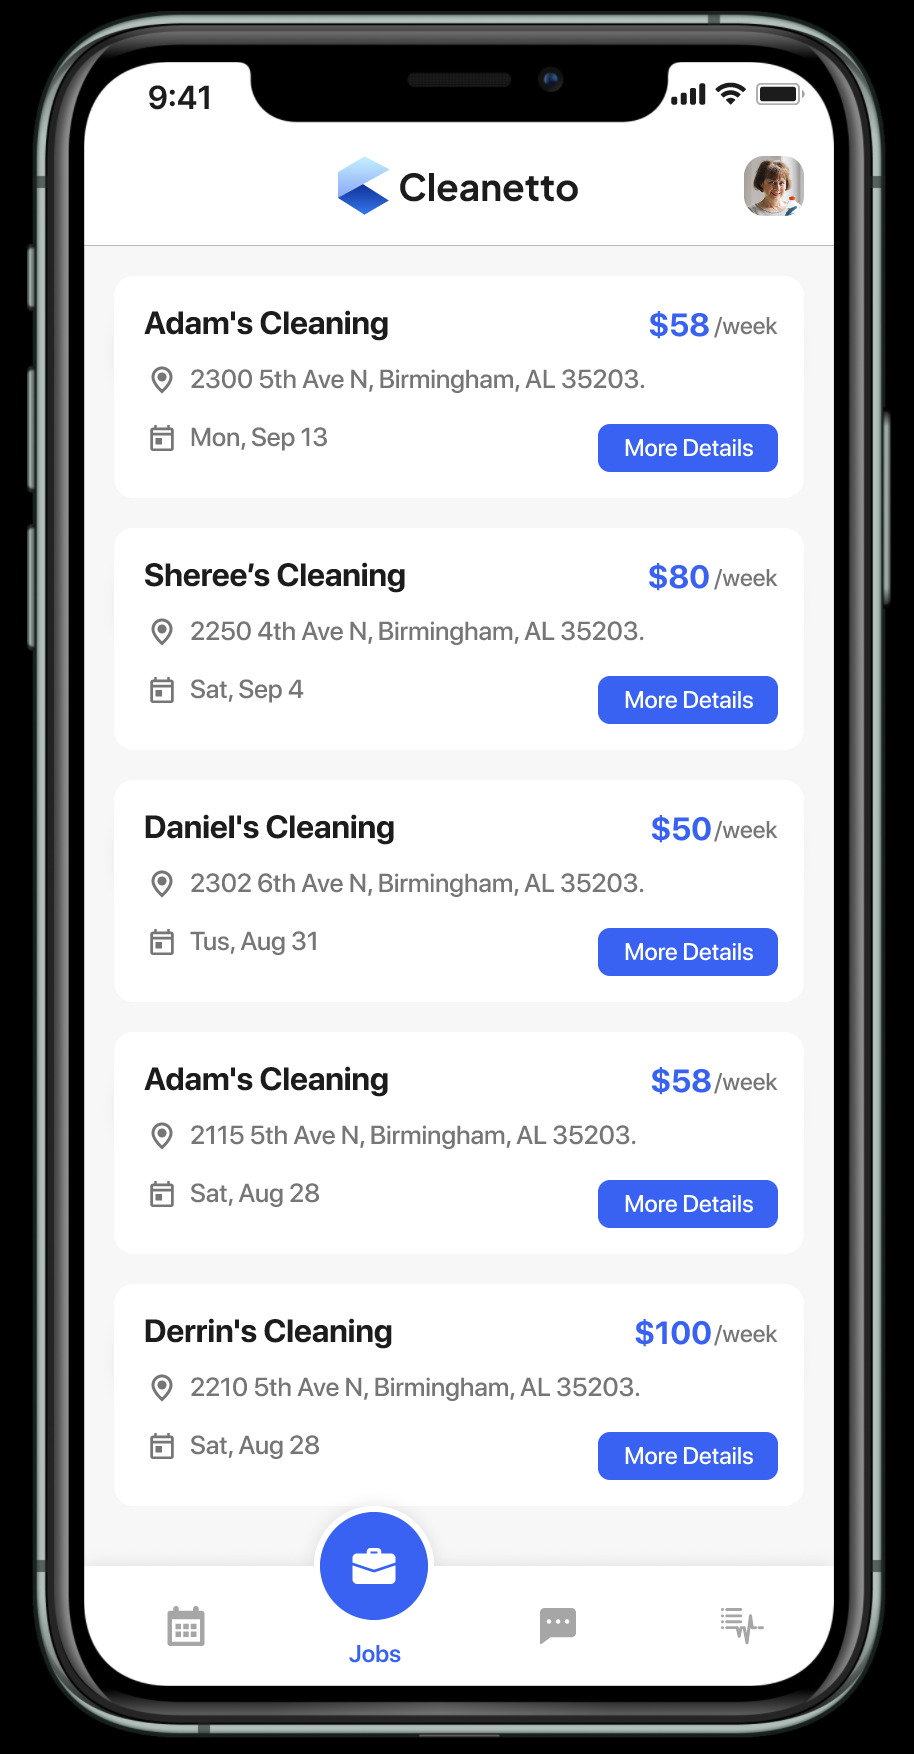 9:41
Cleanetto
Adam's Cleaning $58 /week
2300 5th Ave N, Birmingham, AL 35203.
Mon, Sep 13 More Details
Sheree’s Cleaning $80 /week
2250 4th Ave N, Birmingham, AL 35203.
Sat, Sep 4 More Details
Daniel's Cleaning $50 /week
2302 6th Ave N, Birmingham, AL 35203.
Tus, Aug 31 More Details
Adam's Cleaning $58 /week
2115 5th Ave N, Birmingham, AL 35203.
Sat, Aug 28 More Details
Derrin's Cleaning $100 /week
2210 5th Ave N, Birmingham, AL 35203.
Sat, Aug 28 More Details
Jobs